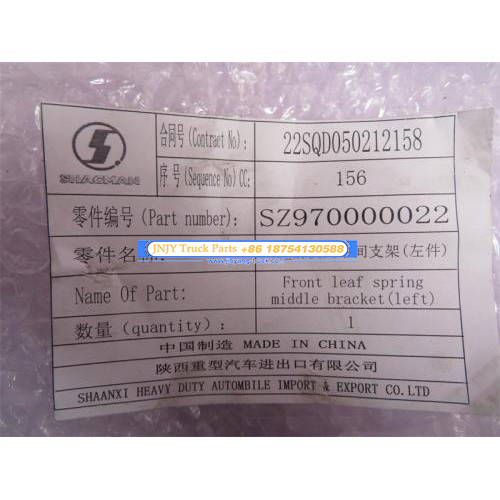 合同号(Contract No): 22SQD050212158
SHACMAN
序号(Sequence No)CC: 156
零件编号(Part number): SZ970000022
JNJY Truck Parts +86 18754130588
零件名称: 间支架(左件)
Name Of Part: Front leaf spring
middle bracket(left)
数量(quantity): 1
中国制造 MADE IN CHINA
陕西重型汽车进出口有限公司
SHAANXI HEAVY DUTY AUTOMBILE IMPORT & EXPORT CO.LTD